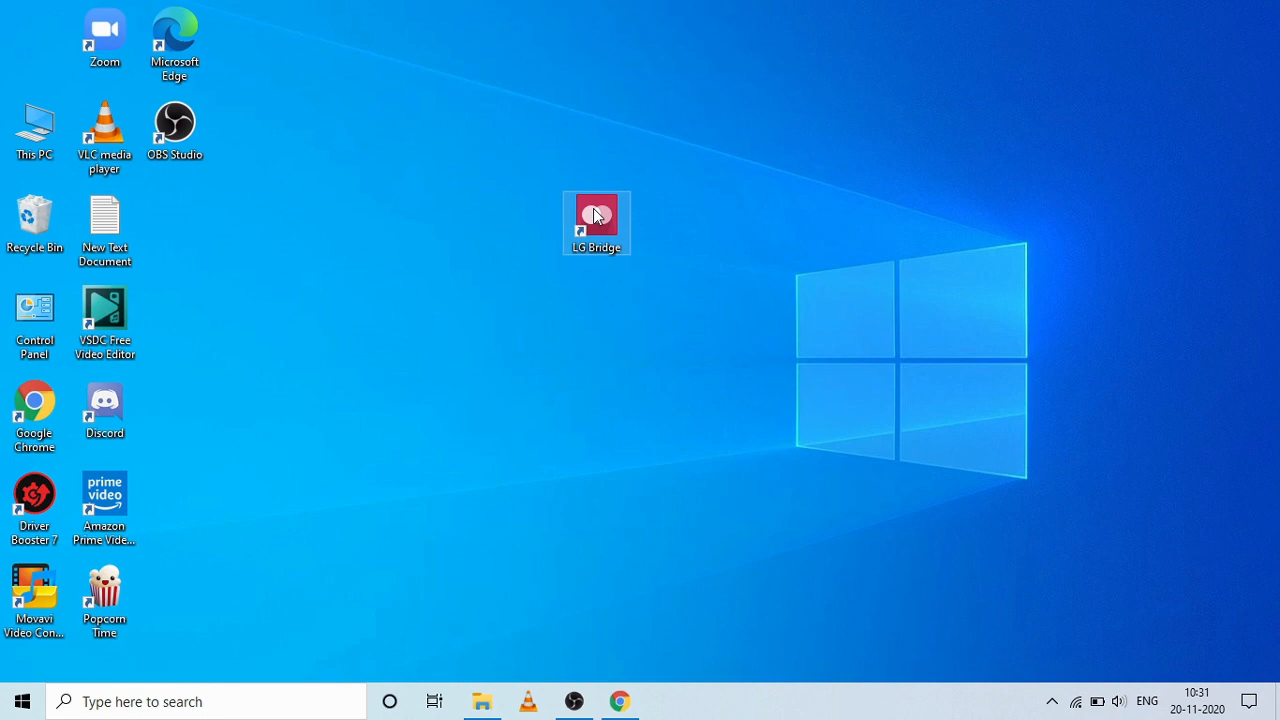 Zoom
Microsoft
Edge
This PC
VLC media
player
OBS Studio
Recycle Bin
New Text
Document
LG Bridge
Control
Panel
VSDC Free
Video Editor
Google
Chrome
Discord
Driver
Booster 7
prime
video
Amazon
Prime Vide...
Movavi
Video Con...
Popcorn
Time
Type here to search
ENG
10:31
20-11-2020